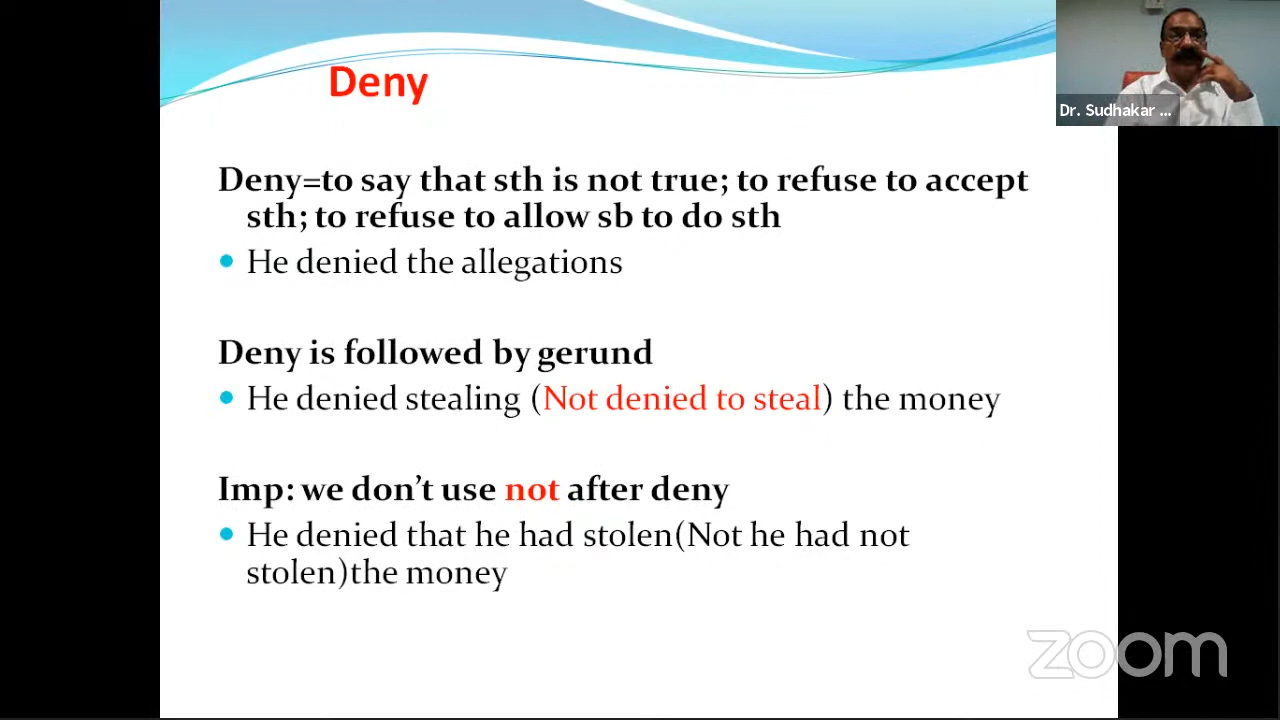 Deny
Dr. Sudhakar ...
Deny=to say that sth is not true; to refuse to accept
sth; to refuse to allow sb to do sth
• He denied the allegations
Deny is followed by gerund
• He denied stealing (Not denied to steal) the money
Imp: we don’t use not after deny
• He denied that he had stolen(Not he had not
stolen)the money
zoom